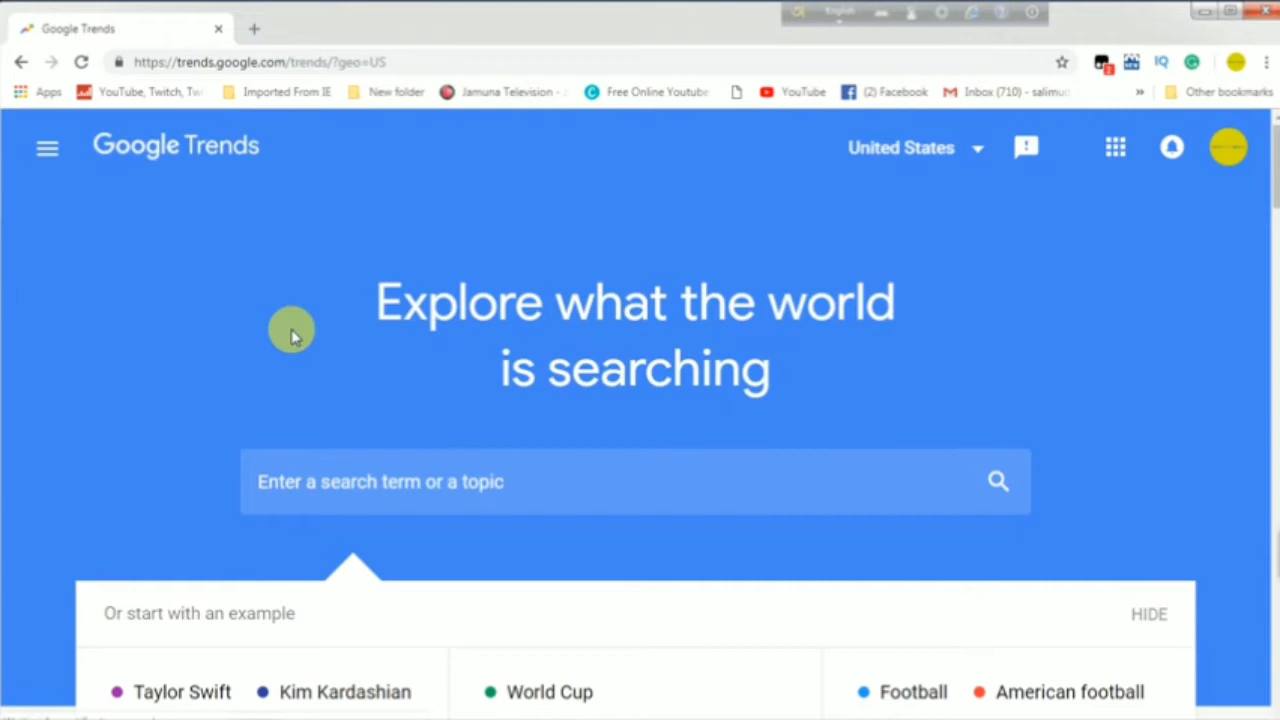 Google Trends
English
https://trends.google.com/trends/?geo=US
Apps YouTube, Twitch, Tw Imported From IE New folder Jamuna Television - Free Online Youtube YouTube (2) Facebook Inbox (710) - salimu » Other bookmarks
Google Trends United States
Explore what the world
is searching
Enter a search term or a topic
Or start with an example HIDE
Taylor Swift Kim Kardashian World Cup Football American football